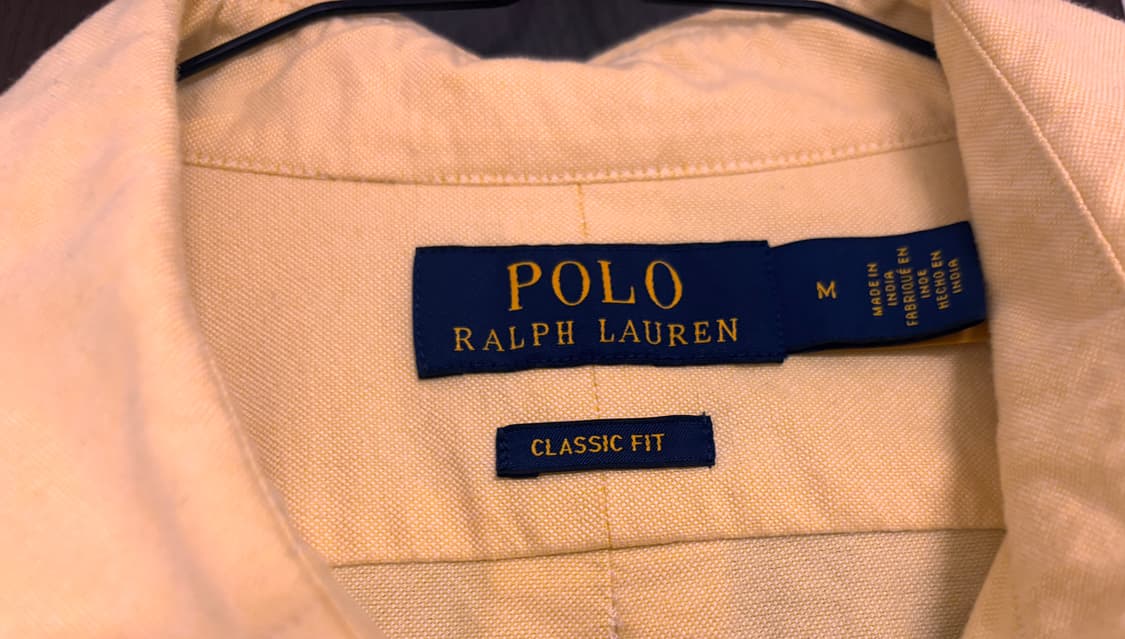 POLO
RALPH LAUREN
M
MADE IN
INDIA
FABRIQUÉ EN
INDE
HECHO EN
INDIA
CLASSIC FIT